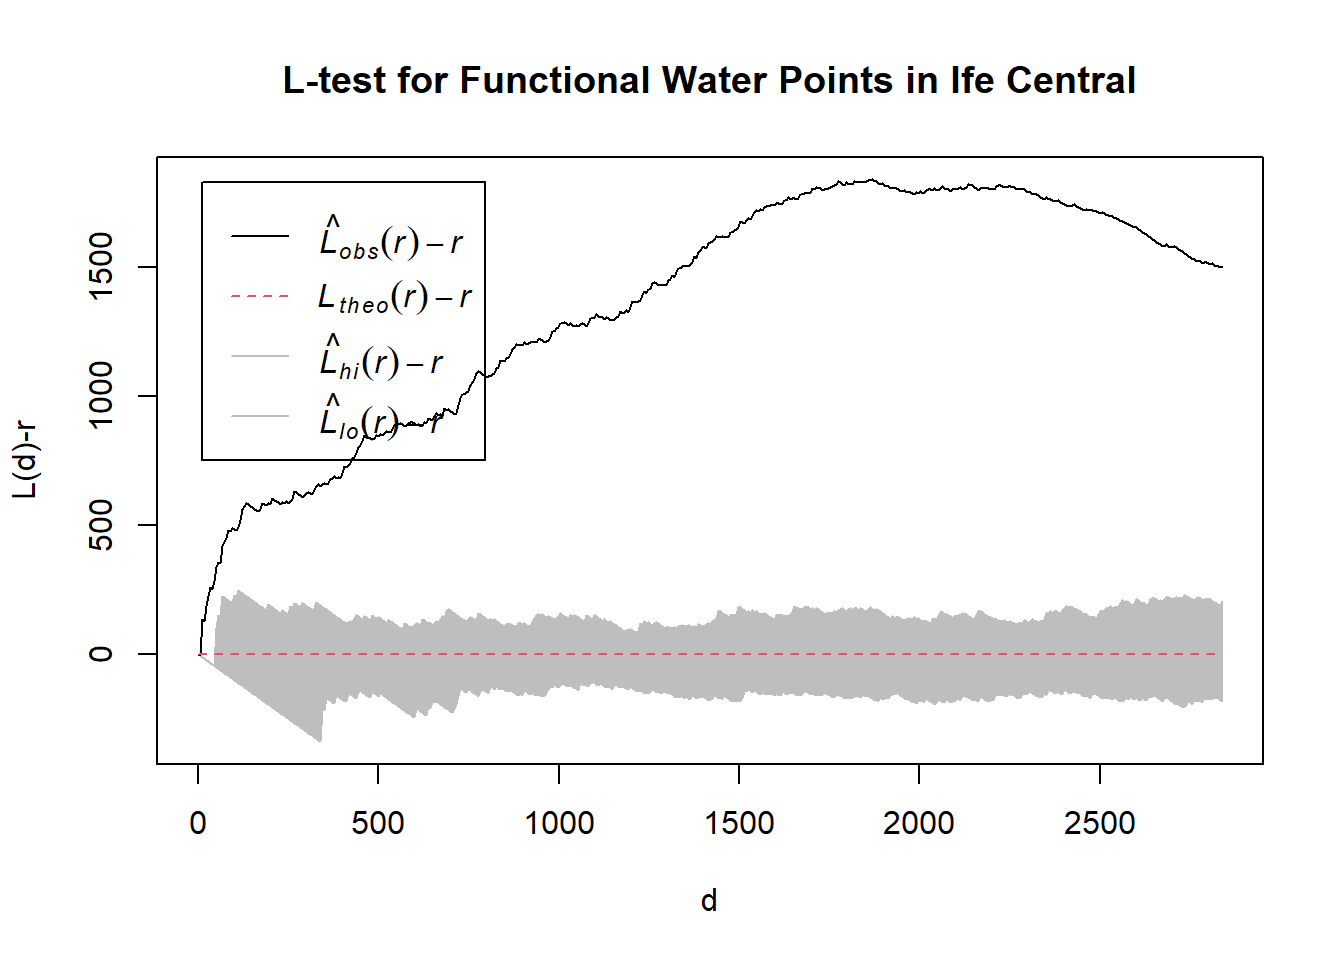 L-test for Functional Water Points in Ife Central
L̂obs(r) – r
Ltheo(r) – r
L̂hi(r) – r
L̂lo(r) – r
L(d)-r
0
500
1000
1500
0
500
1000
1500
2000
2500
d